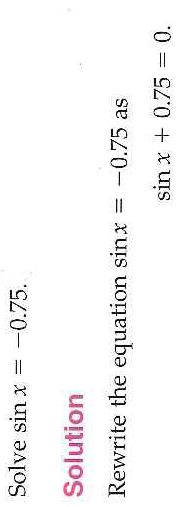 Solve sin x = −0.75.
Solution
Rewrite the equation sin x = −0.75 as
sin x + 0.75 = 0.